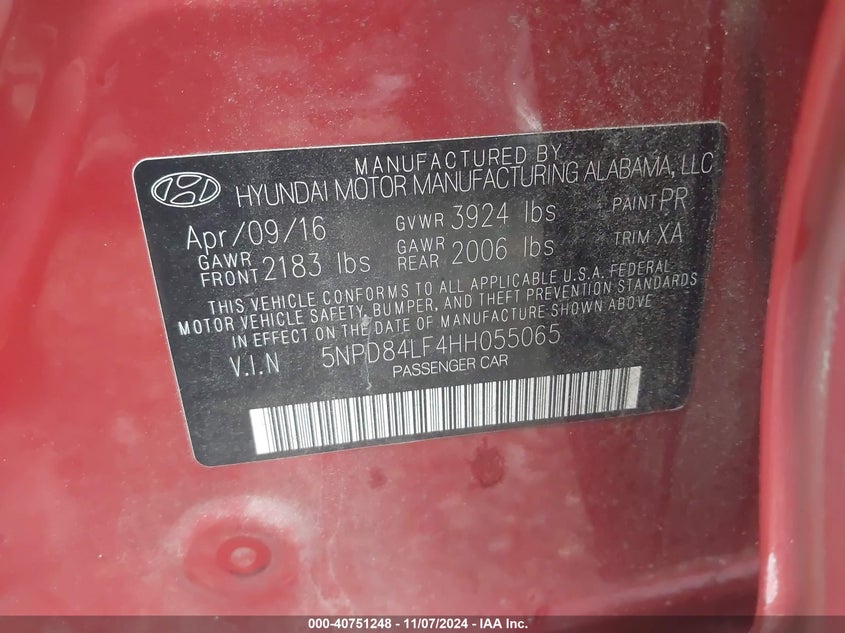 MANUFACTURED BY
HYUNDAI MOTOR MANUFACTURING ALABAMA, LLC
Apr/09/16 GVWR 3924 lbs PAINT PR
GAWR FRONT 2183 lbs GAWR REAR 2006 lbs TRIM XA
THIS VEHICLE CONFORMS TO ALL APPLICABLE U.S.A. FEDERAL
MOTOR VEHICLE SAFETY, BUMPER, AND THEFT PREVENTION STANDARDS
IN EFFECT ON THE DATE OF MANUFACTURE SHOWN ABOVE
V.I.N 5NPD84LF4HH055065
PASSENGER CAR
000-40751248 - 11/07/2024 - IAA Inc.